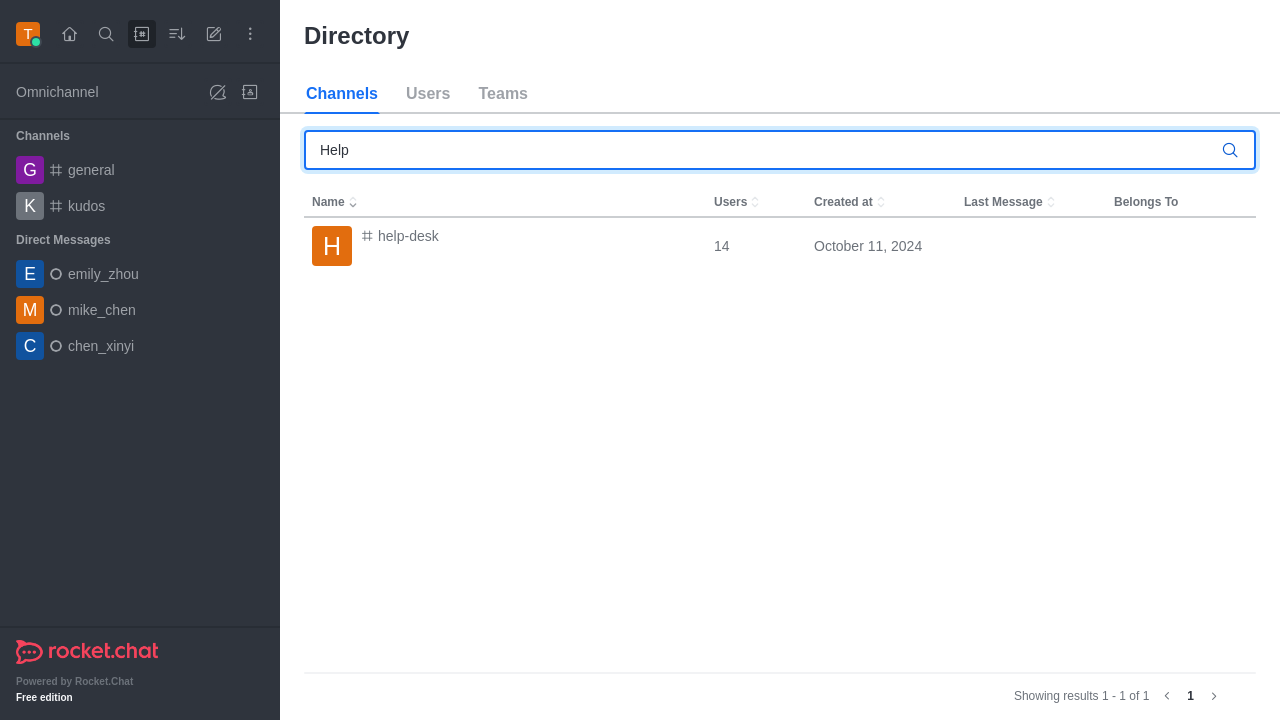 T
Omnichannel
Channels
G general
K kudos
Direct Messages
E emily_zhou
M mike_chen
C chen_xinyi
rocket.chat
Powered by Rocket.Chat
Free edition
Directory
Channels Users Teams
Help
Name Users Created at Last Message Belongs To
H help-desk 14 October 11, 2024
Showing results 1 - 1 of 1 1